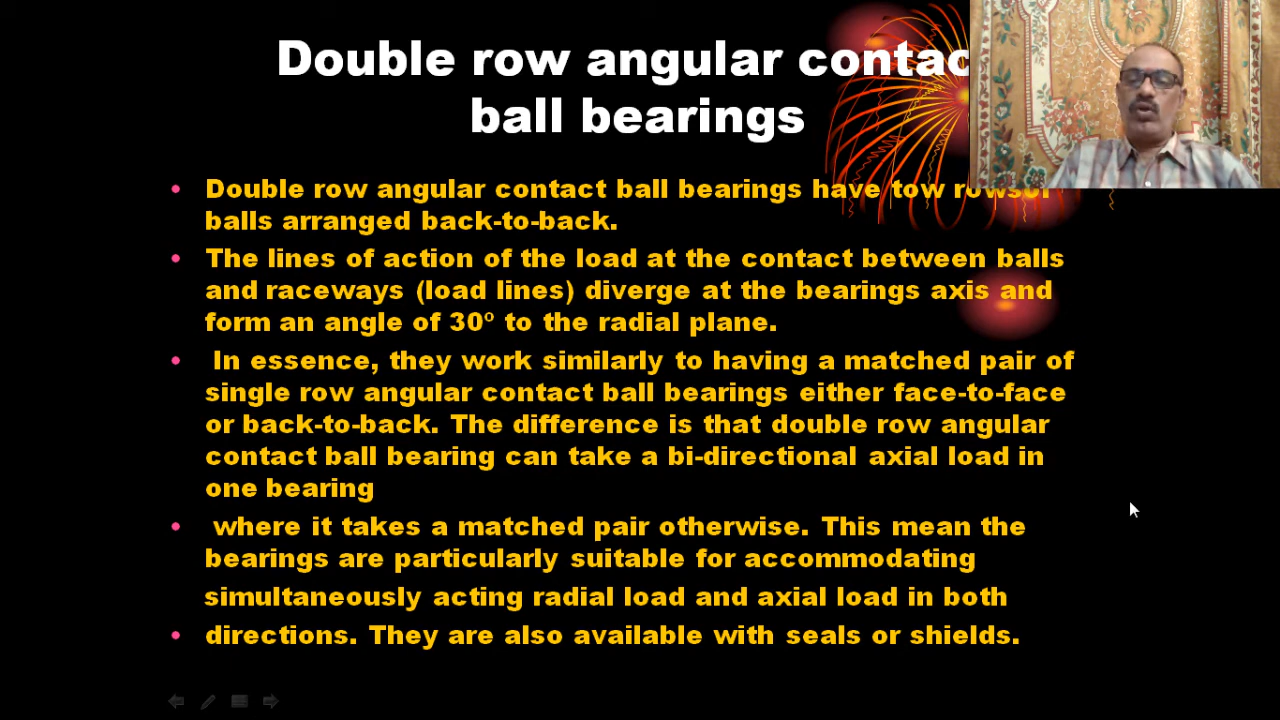 Double row angular contac
ball bearings
Double row angular contact ball bearings have tow rowsof
balls arranged back-to-back.
The lines of action of the load at the contact between balls
and raceways (load lines) diverge at the bearings axis and
form an angle of 30º to the radial plane.
In essence, they work similarly to having a matched pair of
single row angular contact ball bearings either face-to-face
or back-to-back. The difference is that double row angular
contact ball bearing can take a bi-directional axial load in
one bearing
where it takes a matched pair otherwise. This mean the
bearings are particularly suitable for accommodating
simultaneously acting radial load and axial load in both
directions. They are also available with seals or shields.